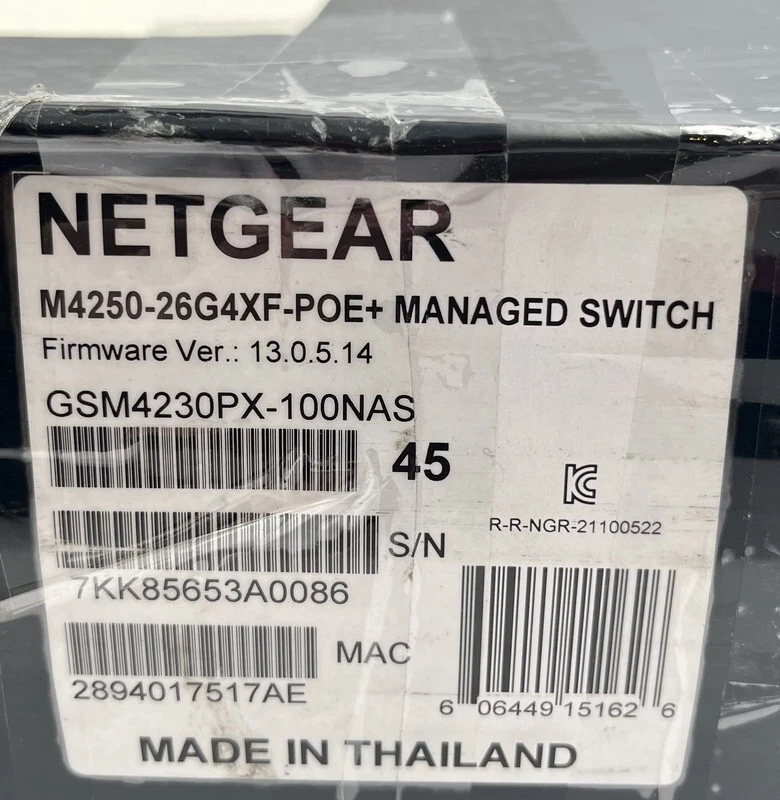 NETGEAR
M4250-26G4XF-POE+ MANAGED SWITCH
Firmware Ver.: 13.0.5.14
GSM4230PX-100NAS
45
R-R-NGR-21100522
S/N
7KK85653A0086
MAC
2894017517AE
6 06449 15162 6
MADE IN THAILAND